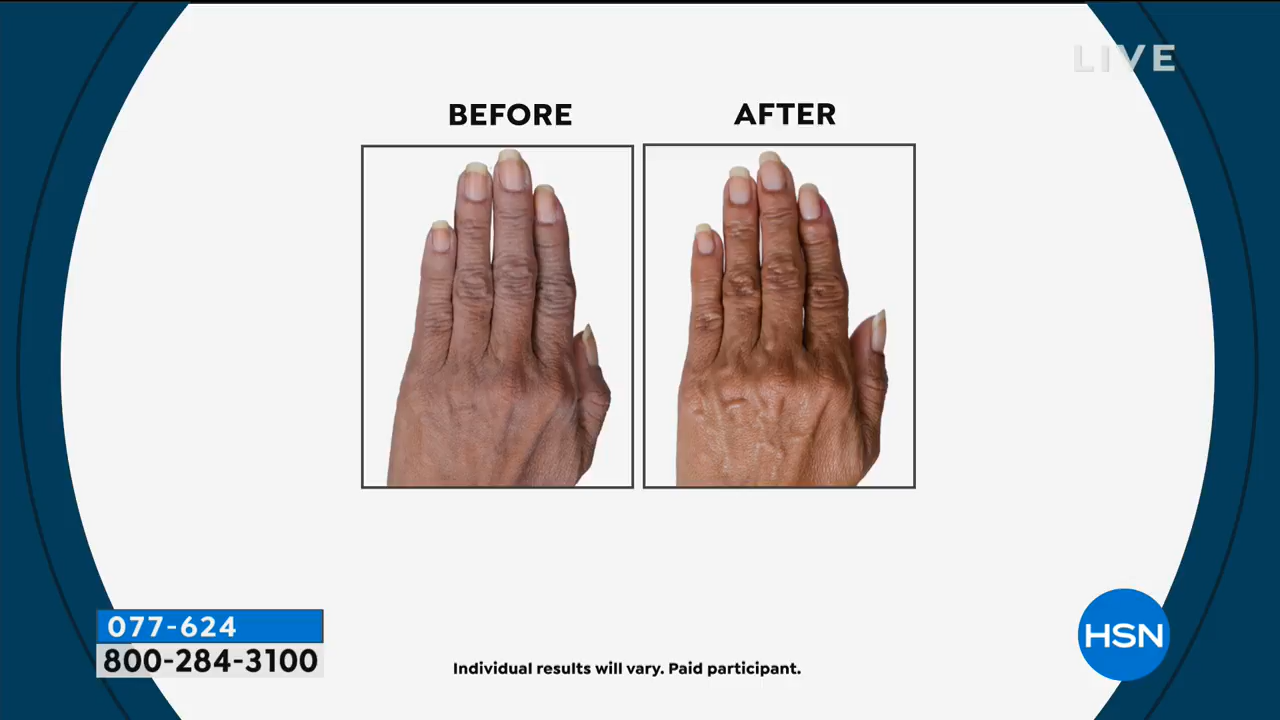 LIVE
BEFORE
AFTER
077-624
800-284-3100
HSN
Individual results will vary. Paid participant.